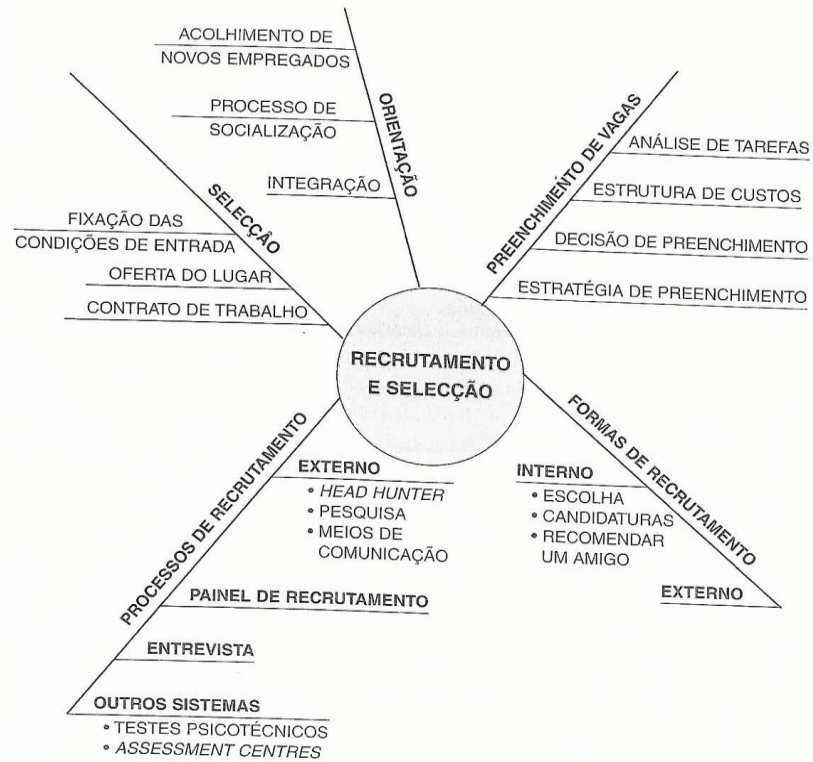 ACOLHIMENTO DE
NOVOS EMPREGADOS
PROCESSO DE
SOCIALIZAÇÃO
INTEGRAÇÃO
ORIENTAÇÃO
PREENCHIMENTO DE VAGAS
ANÁLISE DE TAREFAS
ESTRUTURA DE CUSTOS
DECISÃO DE PREENCHIMENTO
ESTRATÉGIA DE PREENCHIMENTO
SELECÇÃO
FIXAÇÃO DAS
CONDIÇÕES DE ENTRADA
OFERTA DO LUGAR
CONTRATO DE TRABALHO
RECRUTAMENTO
E SELECÇÃO
PROCESSOS DE RECRUTAMENTO
EXTERNO
• HEAD HUNTER
• PESQUISA
• MEIOS DE
COMUNICAÇÃO
PAINEL DE RECRUTAMENTO
ENTREVISTA
OUTROS SISTEMAS
• TESTES PSICOTÉCNICOS
• ASSESSMENT CENTRES
FORMAS DE RECRUTAMENTO
INTERNO
• ESCOLHA
• CANDIDATURAS
• RECOMENDAR
UM AMIGO
EXTERNO